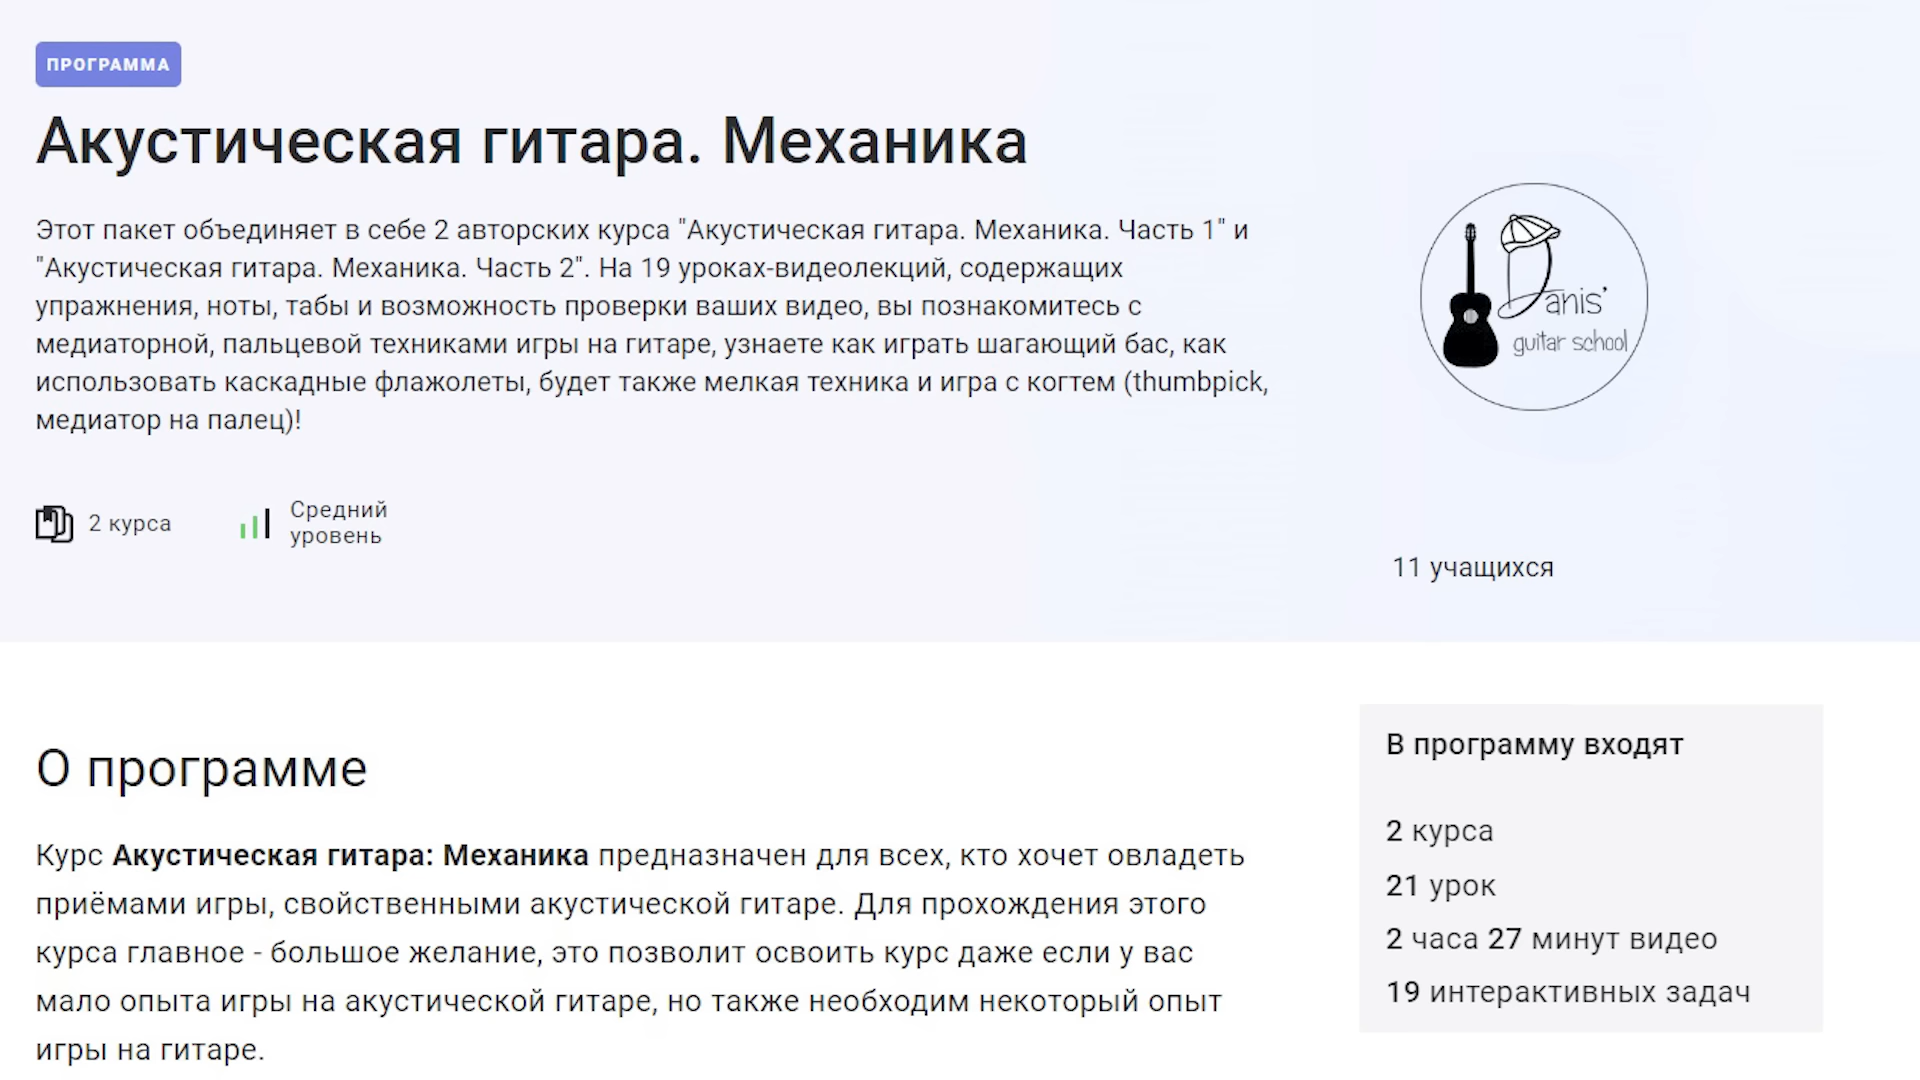 ПРОГРАММА
Акустическая гитара. Механика
Этот пакет объединяет в себе 2 авторских курса "Акустическая гитара. Механика. Часть 1" и
"Акустическая гитара. Механика. Часть 2". На 19 уроках-видеолекций, содержащих
упражнения, ноты, табы и возможность проверки ваших видео, вы познакомитесь с
медиаторной, пальцевой техниками игры на гитаре, узнаете как играть шагающий бас, как
использовать каскадные флажолеты, будет также мелкая техника и игра с когтем (thumbpick,
медиатор на палец)!
2 курса
Средний
уровень
Danis'
guitar school
11 учащихся
О программе
Курс Акустическая гитара: Механика предназначен для всех, кто хочет овладеть
приёмами игры, свойственными акустической гитаре. Для прохождения этого
курса главное - большое желание, это позволит освоить курс даже если у вас
мало опыта игры на акустической гитаре, но также необходим некоторый опыт
игры на гитаре.
В программу входят
2 курса
21 урок
2 часа 27 минут видео
19 интерактивных задач